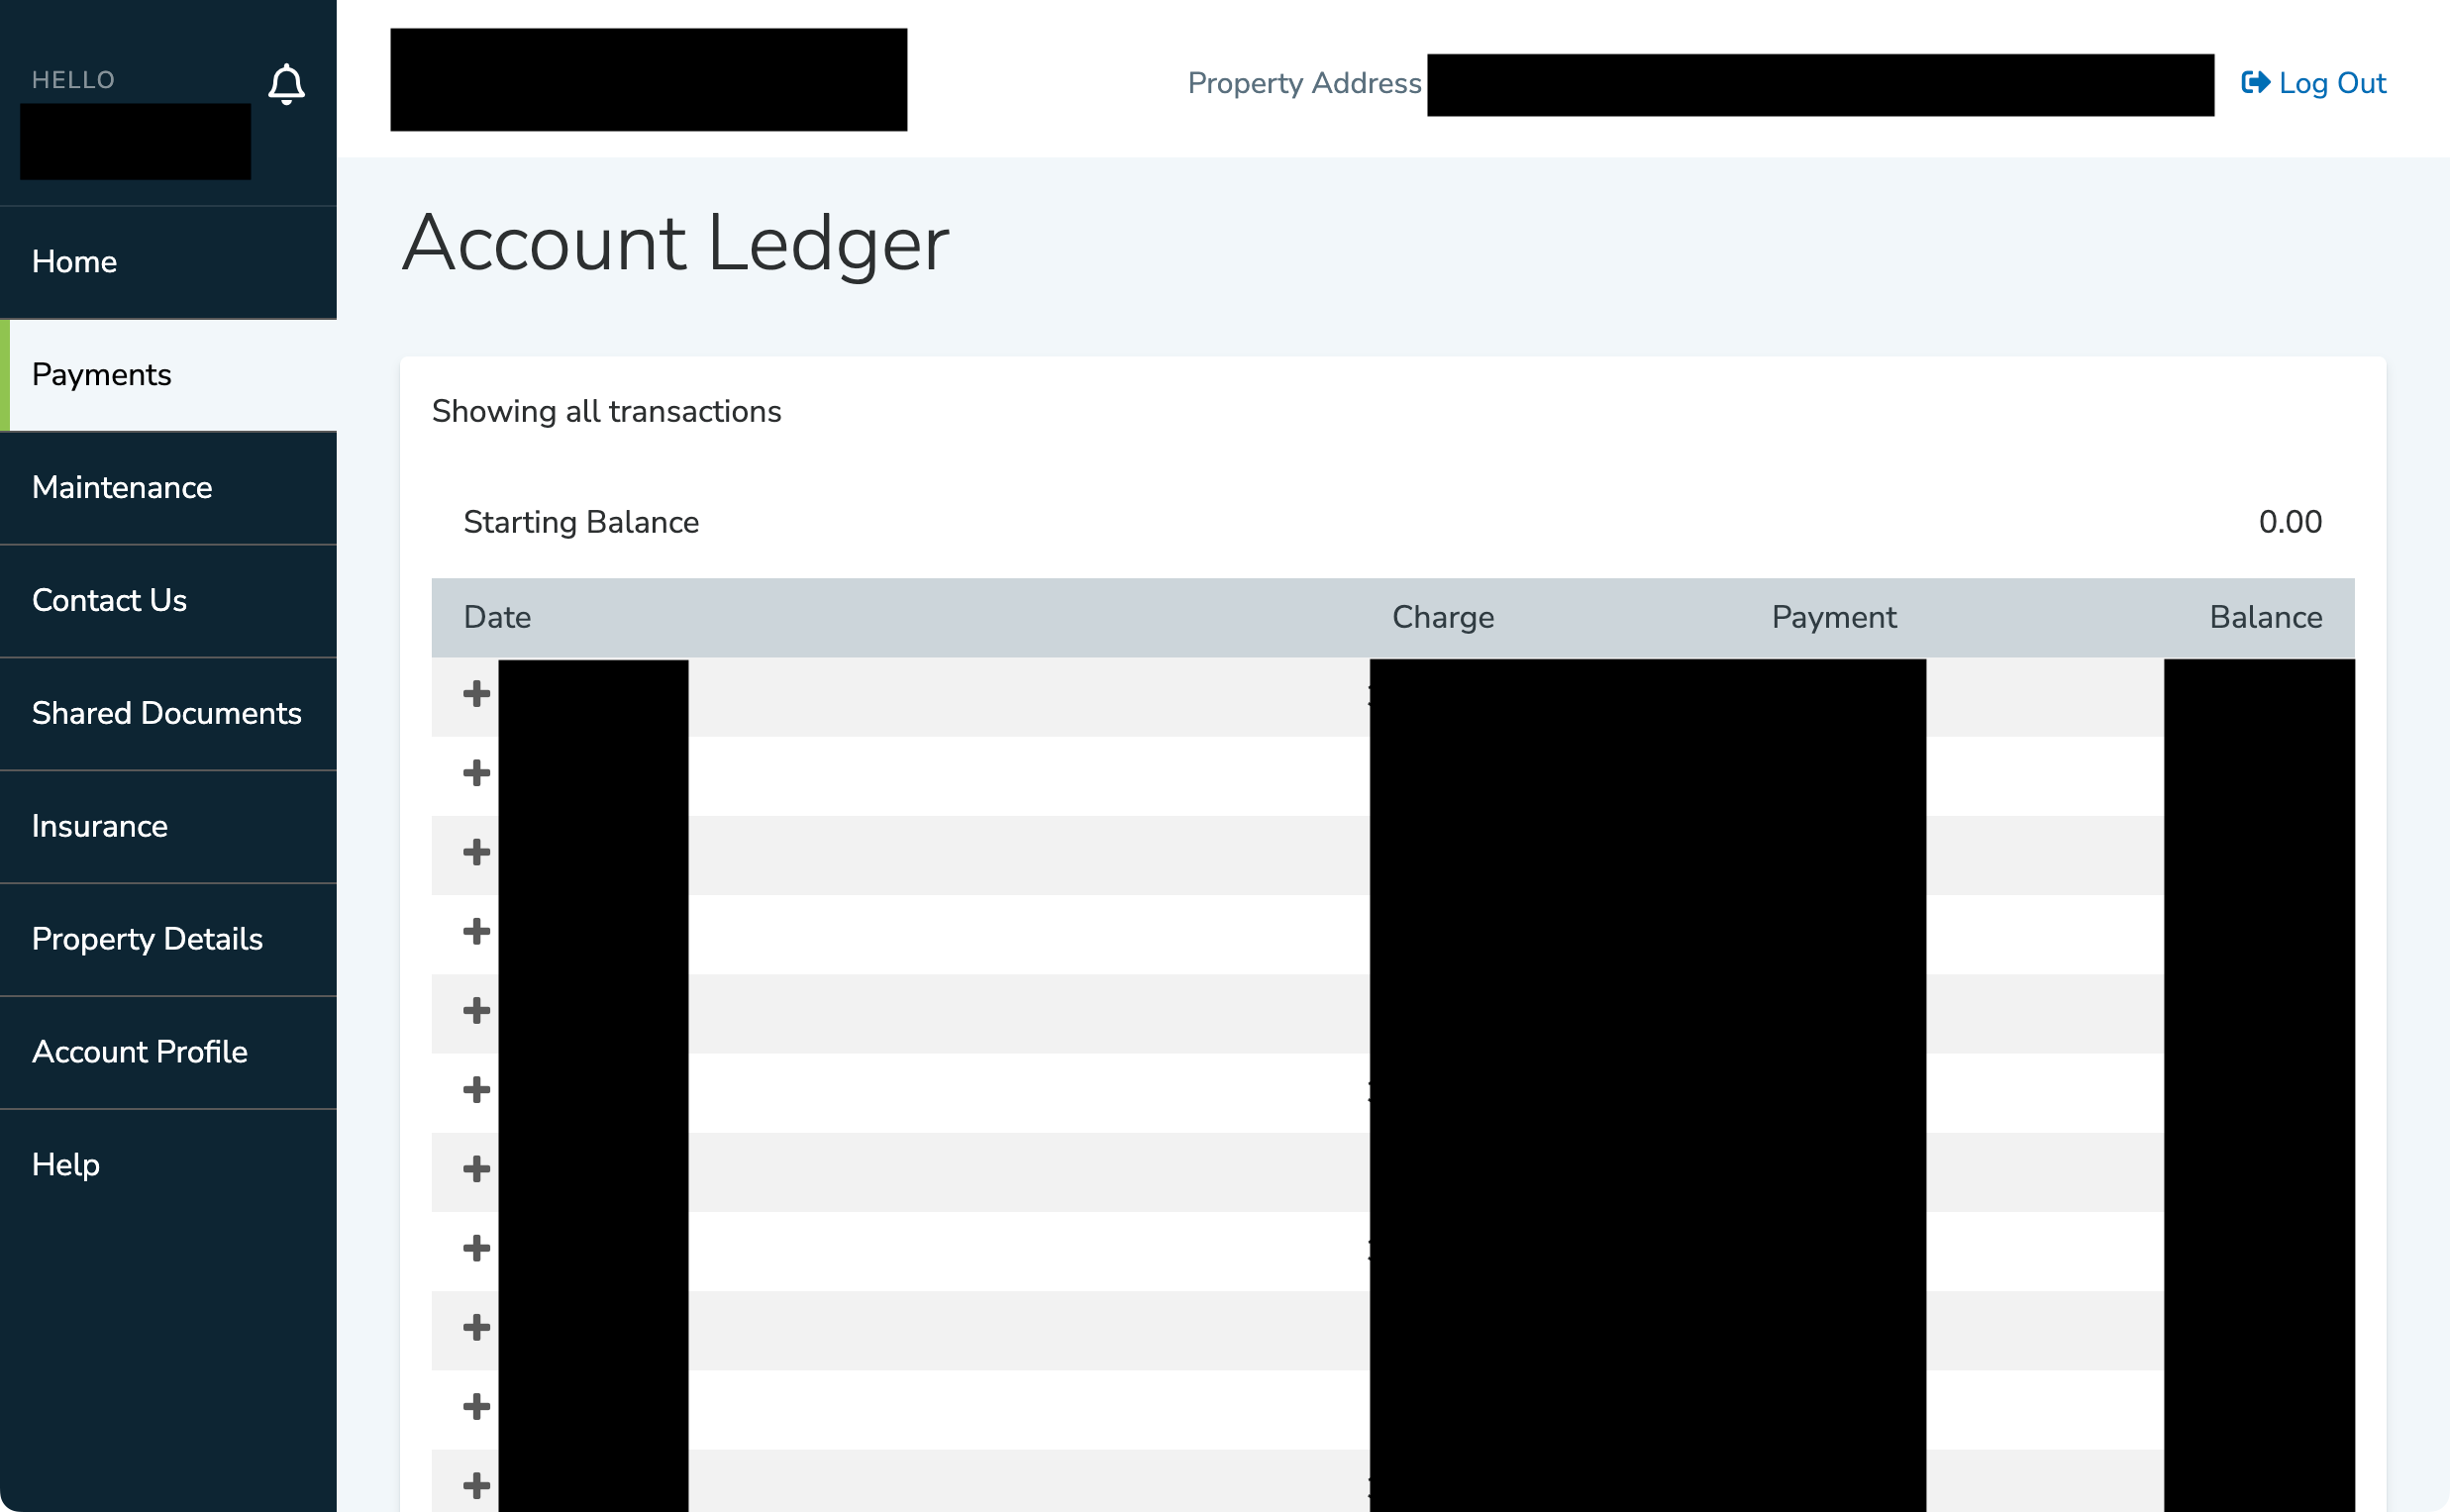 HELLO
Property Address
Log Out
Home
Payments
Maintenance
Contact Us
Shared Documents
Insurance
Property Details
Account Profile
Help
Account Ledger
Showing all transactions
Starting Balance 0.00
Date Charge Payment Balance